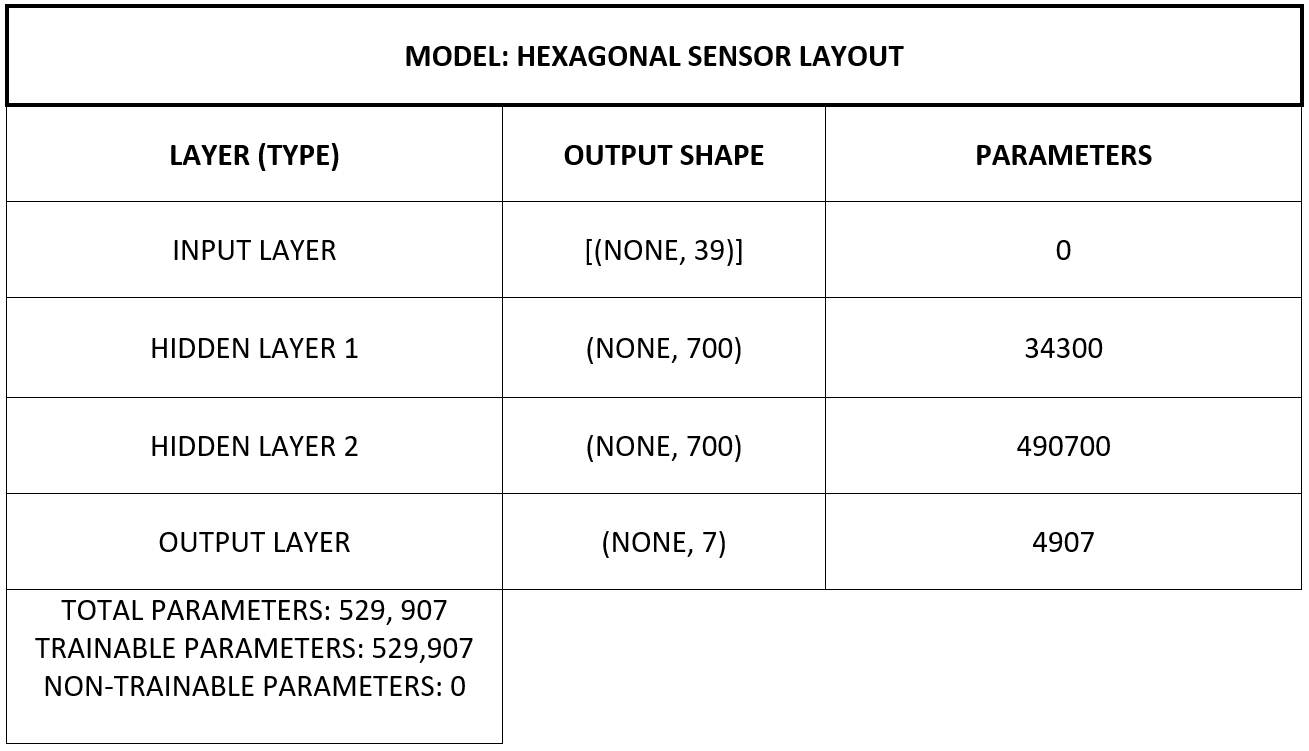 MODEL: HEXAGONAL SENSOR LAYOUT
LAYER (TYPE) OUTPUT SHAPE PARAMETERS
INPUT LAYER [(NONE, 39)] 0
HIDDEN LAYER 1 (NONE, 700) 34300
HIDDEN LAYER 2 (NONE, 700) 490700
OUTPUT LAYER (NONE, 7) 4907
TOTAL PARAMETERS: 529, 907
TRAINABLE PARAMETERS: 529,907
NON-TRAINABLE PARAMETERS: 0